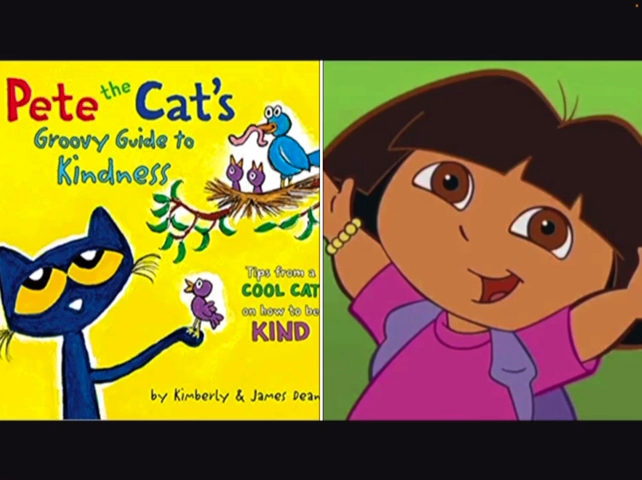 Pete the Cat's
Groovy Guide to
Kindness
Tips from a
COOL CAT
on how to be
KIND
by Kimberly & James Dean